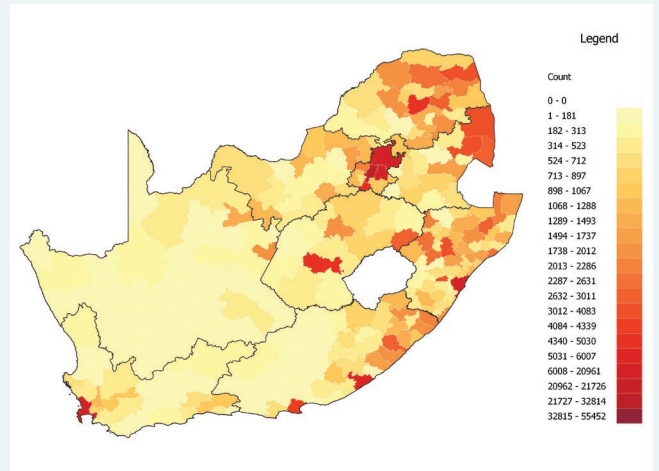 Legend
Count
0 - 0
1 - 181
182 - 313
314 - 523
524 - 712
713 - 897
898 - 1067
1068 - 1288
1289 - 1493
1494 - 1737
1738 - 2012
2013 - 2286
2287 - 2631
2632 - 3011
3012 - 4083
4084 - 4339
4340 - 5030
5031 - 6007
6008 - 20961
20962 - 21726
21727 - 32814
32815 - 55452